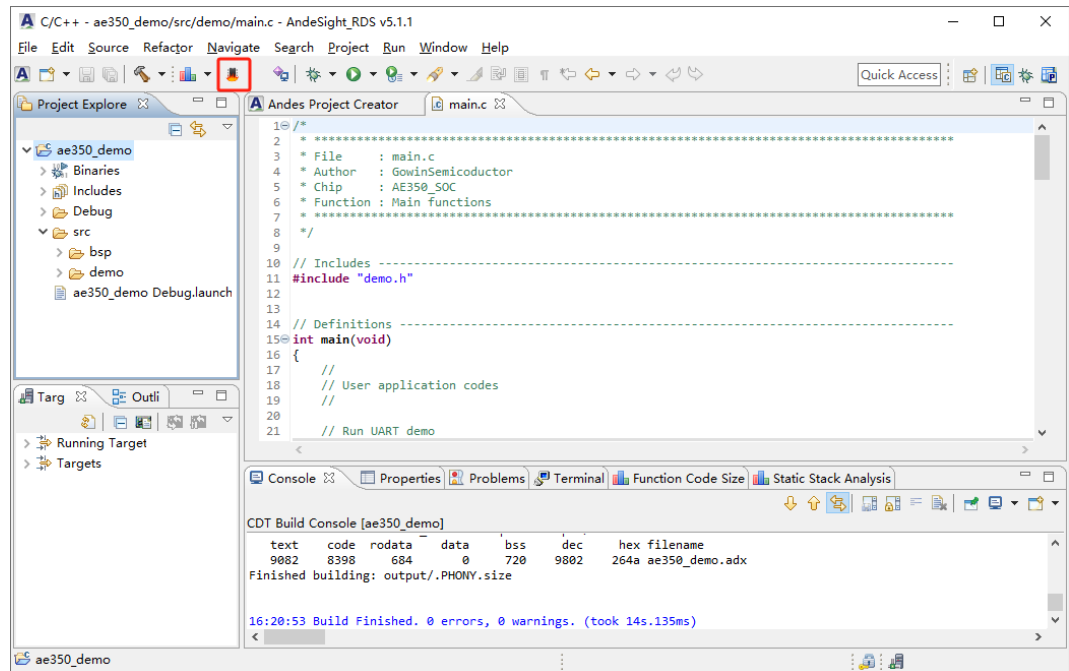 C/C++ - ae350_demo/src/demo/main.c - AndeSight_RDS v5.1.1
File Edit Source Refactor Navigate Search Project Run Window Help
Quick Access
Project Explore
ae350_demo
Binaries
Includes
Debug
src
bsp
demo
ae350_demo Debug.launch
Targ Outli
Running Target
Targets
Andes Project Creator main.c
1 /*
2 * *******************************************************************************************
3 * File : main.c
4 * Author : GowinSemicoductor
5 * Chip : AE350_SOC
6 * Function : Main functions
7 * *******************************************************************************************
8 */
9
10 // Includes ---------------------------------------------------------------------------------
11 #include "demo.h"
12
13
14 // Definitions ------------------------------------------------------------------------------
15 int main(void)
16 {
17 //
18 // User application codes
19 //
20
21 // Run UART demo
Console Properties Problems Terminal Function Code Size Static Stack Analysis
CDT Build Console [ae350_demo]
text code rodata data bss dec hex filename
9082 8398 684 0 720 9802 264a ae350_demo.adx
Finished building: output/.PHONY.size
16:20:53 Build Finished. 0 errors, 0 warnings. (took 14s.135ms)
ae350_demo